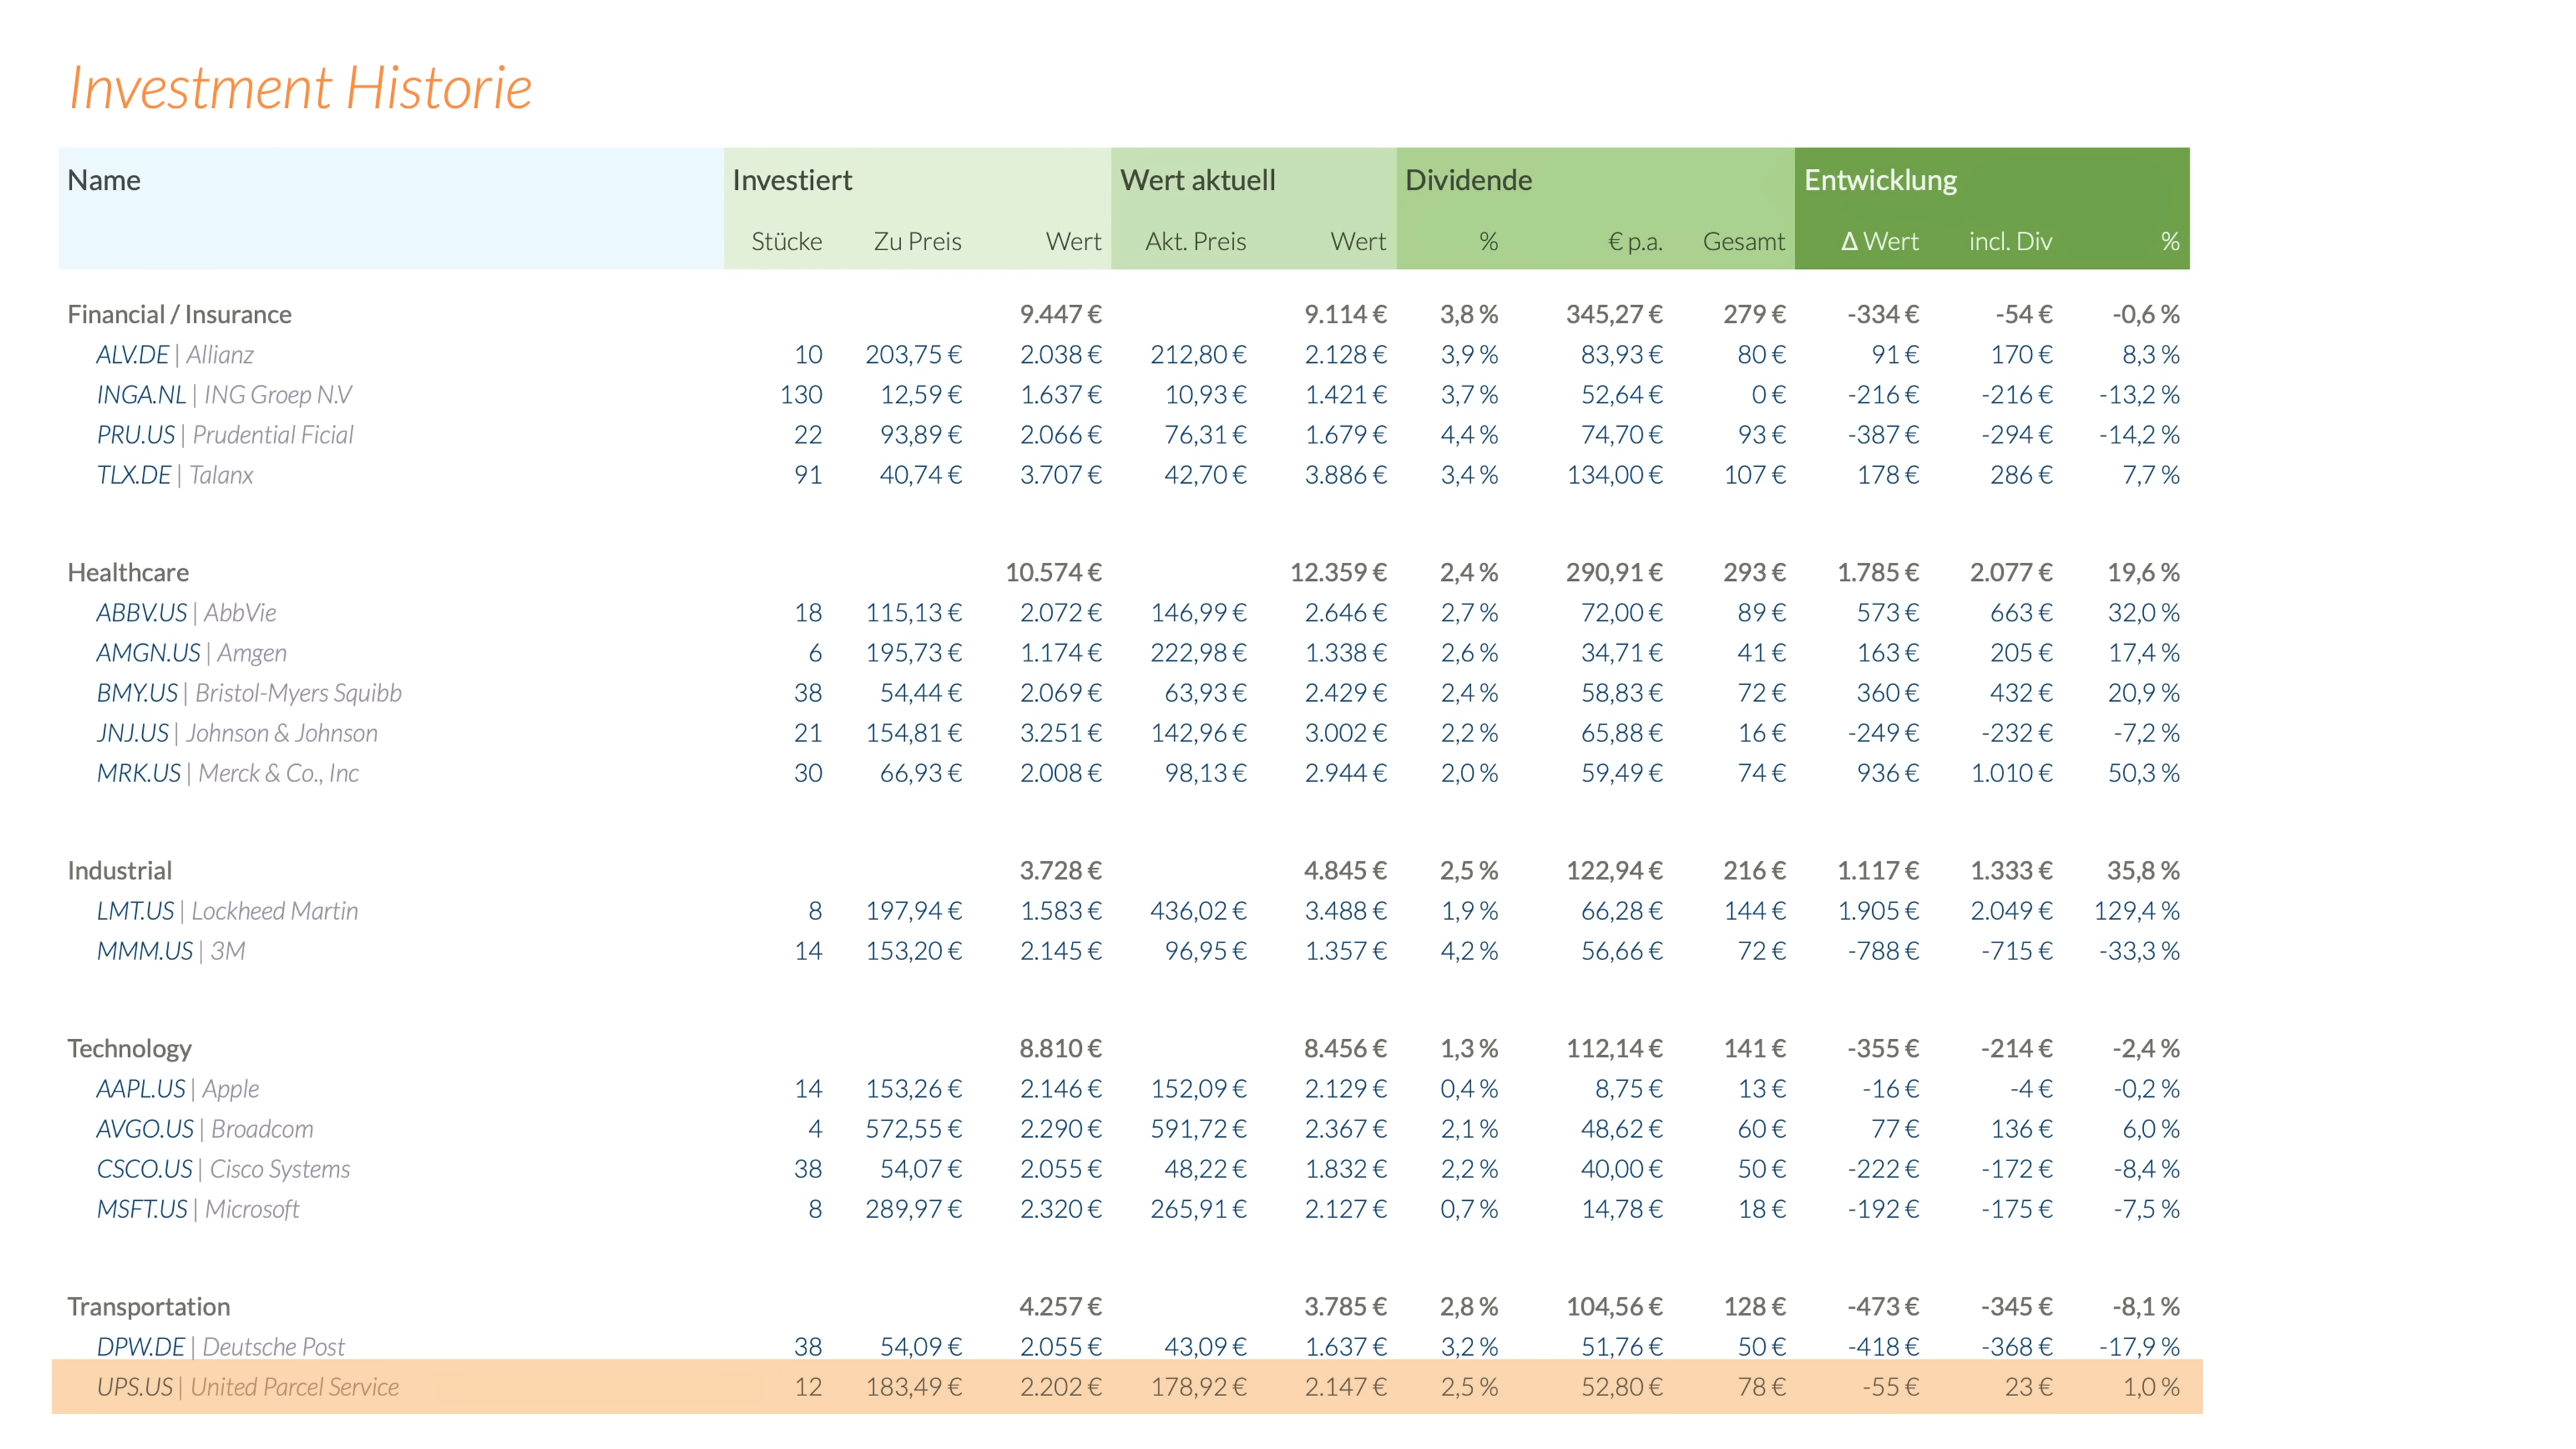 Investment Historie
Name Investiert Wert aktuell Dividende Entwicklung
Stücke Zu Preis Wert Akt. Preis Wert % € p.a. Gesamt Δ Wert incl. Div %
Financial / Insurance 9.447 € 9.114 € 3,8 % 345,27 € 279 € -334 € -54 € -0,6 %
ALV.DE | Allianz 10 203,75 € 2.038 € 212,80 € 2.128 € 3,9 % 83,93 € 80 € 91 € 170 € 8,3 %
INGA.NL | ING Groep N.V 130 12,59 € 1.637 € 10,93 € 1.421 € 3,7 % 52,64 € 0 € -216 € -216 € -13,2 %
PRU.US | Prudential Ficial 22 93,89 € 2.066 € 76,31 € 1.679 € 4,4 % 74,70 € 93 € -387 € -294 € -14,2 %
TLX.DE | Talanx 91 40,74 € 3.707 € 42,70 € 3.886 € 3,4 % 134,00 € 107 € 178 € 286 € 7,7 %
Healthcare 10.574 € 12.359 € 2,4 % 290,91 € 293 € 1.785 € 2.077 € 19,6 %
ABBV.US | AbbVie 18 115,13 € 2.072 € 146,99 € 2.646 € 2,7 % 72,00 € 89 € 573 € 663 € 32,0 %
AMGN.US | Amgen 6 195,73 € 1.174 € 222,98 € 1.338 € 2,6 % 34,71 € 41 € 163 € 205 € 17,4 %
BMY.US | Bristol-Myers Squibb 38 54,44 € 2.069 € 63,93 € 2.429 € 2,4 % 58,83 € 72 € 360 € 432 € 20,9 %
JNJ.US | Johnson & Johnson 21 154,81 € 3.251 € 142,96 € 3.002 € 2,2 % 65,88 € 16 € -249 € -232 € -7,2 %
MRK.US | Merck & Co., Inc 30 66,93 € 2.008 € 98,13 € 2.944 € 2,0 % 59,49 € 74 € 936 € 1.010 € 50,3 %
Industrial 3.728 € 4.845 € 2,5 % 122,94 € 216 € 1.117 € 1.333 € 35,8 %
LMT.US | Lockheed Martin 8 197,94 € 1.583 € 436,02 € 3.488 € 1,9 % 66,28 € 144 € 1.905 € 2.049 € 129,4 %
MMM.US | 3M 14 153,20 € 2.145 € 96,95 € 1.357 € 4,2 % 56,66 € 72 € -788 € -715 € -33,3 %
Technology 8.810 € 8.456 € 1,3 % 112,14 € 141 € -355 € -214 € -2,4 %
AAPL.US | Apple 14 153,26 € 2.146 € 152,09 € 2.129 € 0,4 % 8,75 € 13 € -16 € -4 € -0,2 %
AVGO.US | Broadcom 4 572,55 € 2.290 € 591,72 € 2.367 € 2,1 % 48,62 € 60 € 77 € 136 € 6,0 %
CSCO.US | Cisco Systems 38 54,07 € 2.055 € 48,22 € 1.832 € 2,2 % 40,00 € 50 € -222 € -172 € -8,4 %
MSFT.US | Microsoft 8 289,97 € 2.320 € 265,91 € 2.127 € 0,7 % 14,78 € 18 € -192 € -175 € -7,5 %
Transportation 4.257 € 3.785 € 2,8 % 104,56 € 128 € -473 € -345 € -8,1 %
DPW.DE | Deutsche Post 38 54,09 € 2.055 € 43,09 € 1.637 € 3,2 % 51,76 € 50 € -418 € -368 € -17,9 %
UPS.US | United Parcel Service 12 183,49 € 2.202 € 178,92 € 2.147 € 2,5 % 52,80 € 78 € -55 € 23 € 1,0 %